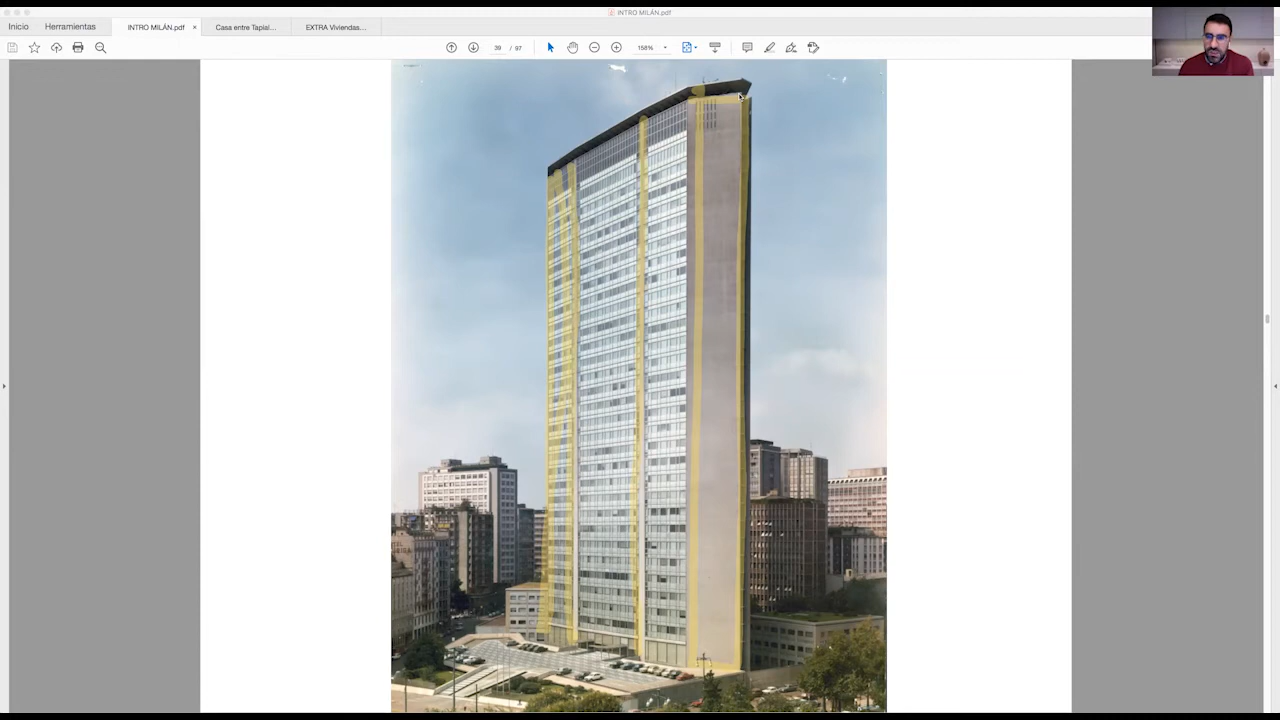 INTRO MILÁN.pdf
Inicio
Herramientas
INTRO MILÁN.pdf ×
Casa entre Tapial...
EXTRA Viviendas...
39 / 97
158%